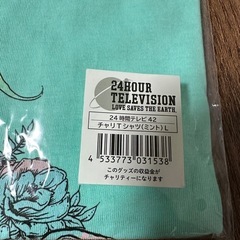 24HOUR
TELEVISION
LOVE SAVES THE EARTH.
24時間テレビ 42
チャリTシャツ(ミント) L
4 533773 031538
このグッズの収益金が
チャリティーになります